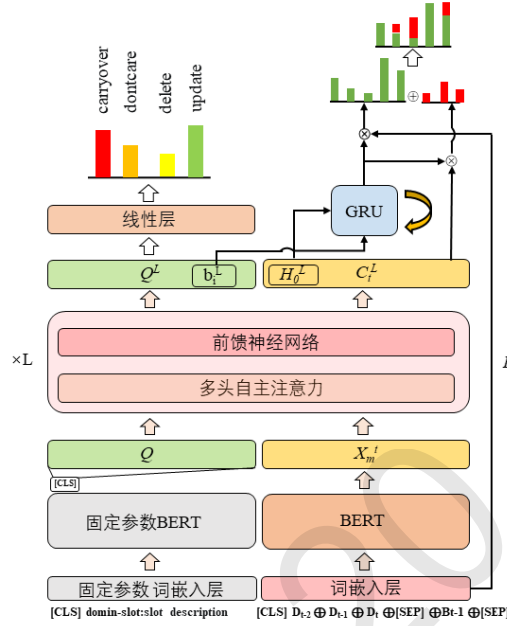 carryover
dontcare
delete
update
⊕
⊗
⊗
GRU
线性层
Q^L
b_i^L
H_0^L
C_t^L
×L
前馈神经网络
多头自主注意力
Q
X_m^t
[CLS]
固定参数BERT
BERT
固定参数 词嵌入层
词嵌入层
[CLS] domin-slot:slot description
[CLS] D_t-2 ⊕ D_t-1 ⊕ D_t ⊕[SEP] ⊕Bt-1 ⊕[SEP]